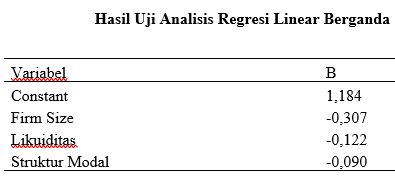 Hasil Uji Analisis Regresi Linear Berganda
Variabel B
Constant 1,184
Firm Size -0,307
Likuiditas -0,122
Struktur Modal -0,090